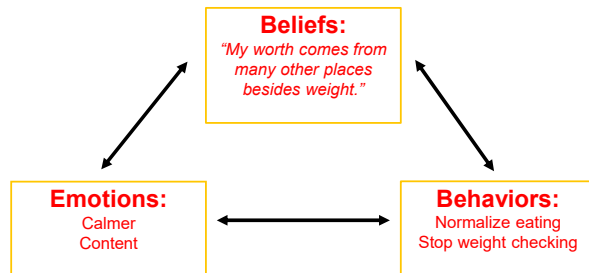 Beliefs:
“My worth comes from
many other places
besides weight.”
Emotions:
Calmer
Content
Behaviors:
Normalize eating
Stop weight checking